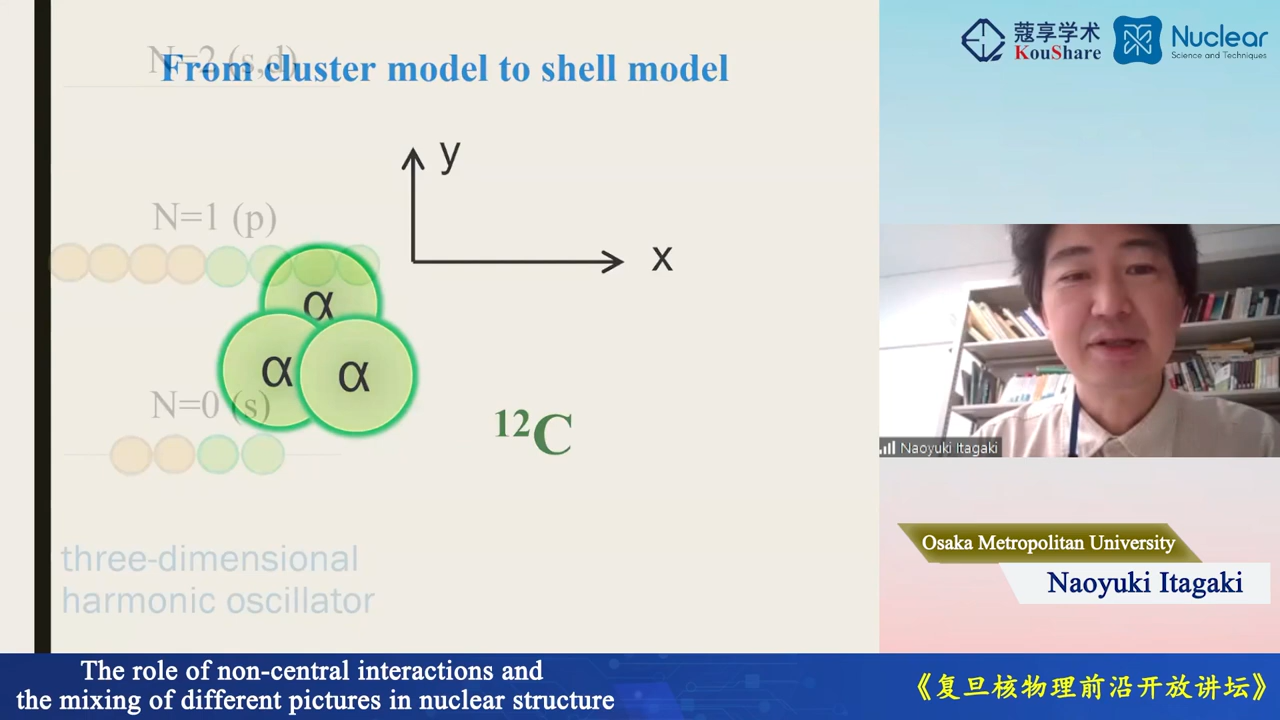 N=2 (s,d)
From cluster model to shell model
y
N=1 (p)
x
α
α
α
N=0 (s)
¹²C
three-dimensional
harmonic oscillator
蔻享学术
KouShare
Nuclear
Science and Techniques
Naoyuki Itagaki
Osaka Metropolitan University
Naoyuki Itagaki
The role of non-central interactions and
the mixing of different pictures in nuclear structure
《复旦核物理前沿开放讲坛》